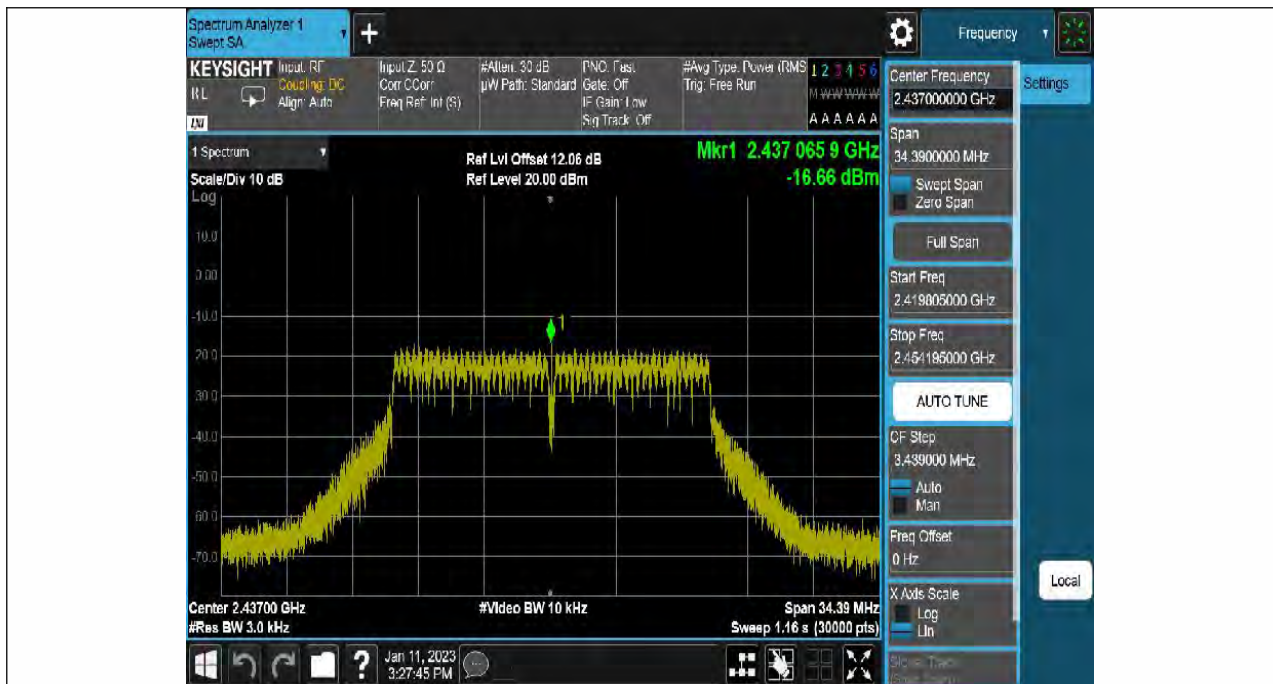 Spectrum Analyzer 1
Swept SA
+
Frequency
KEYSIGHT
RL
LXI
Input: RF
Coupling: DC
Align: Auto
Input Z: 50 Ω
Corr CCorr
Freq Ref: Int (S)
#Atten: 30 dB
µW Path: Standard
PNO: Fast
Gate: Off
IF Gain: Low
Sig Track: Off
#Avg Type: Power (RMS
Trig: Free Run
1 2 3 4 5 6
M W W W W W
A A A A A A
1 Spectrum
Scale/Div 10 dB
Log
Ref Lvl Offset 12.06 dB
Ref Level 20.00 dBm
Mkr1 2.437 065 9 GHz
-16.66 dBm
10.0
0.00
-10.0
-20.0
-30.0
-40.0
-50.0
-60.0
-70.0
1
Center 2.43700 GHz
#Res BW 3.0 kHz
#Video BW 10 kHz
Span 34.39 MHz
Sweep 1.16 s (30000 pts)
Center Frequency
2.437000000 GHz
Settings
Span
34.3900000 MHz
Swept Span
Zero Span
Full Span
Start Freq
2.419805000 GHz
Stop Freq
2.454195000 GHz
AUTO TUNE
CF Step
3.439000 MHz
Auto
Man
Freq Offset
0 Hz
X Axis Scale
Log
Lin
Local
?
Jan 11, 2023
3:27:45 PM